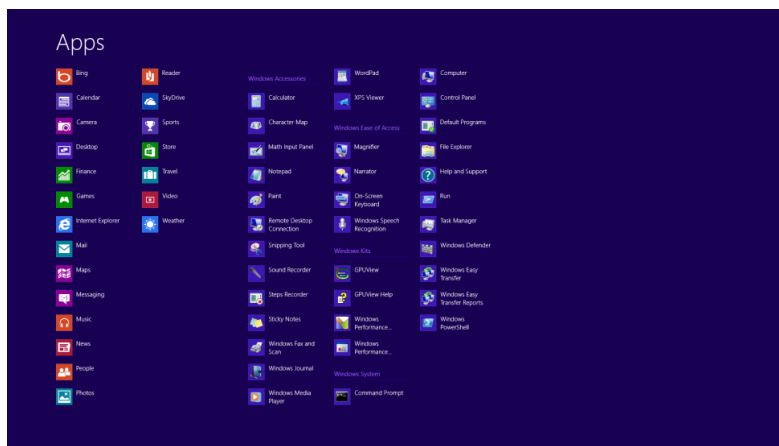 Apps
Bing
Calendar
Camera
Desktop
Finance
Games
Internet Explorer
Mail
Maps
Messaging
Music
News
People
Photos
Reader
SkyDrive
Sports
Store
Travel
Video
Weather
Windows Accessories
Calculator
Character Map
Math Input Panel
Notepad
Paint
Remote Desktop
Connection
Snipping Tool
Sound Recorder
Steps Recorder
Sticky Notes
Windows Fax and
Scan
Windows Journal
Windows Media
Player
WordPad
XPS Viewer
Windows Ease of Access
Magnifier
Narrator
On-Screen
Keyboard
Windows Speech
Recognition
Windows Kits
GPUView
GPUView Help
Windows
Performance...
Windows
Performance...
Windows System
Command Prompt
Computer
Control Panel
Default Programs
File Explorer
Help and Support
Run
Task Manager
Windows Defender
Windows Easy
Transfer
Windows Easy
Transfer Reports
Windows
PowerShell